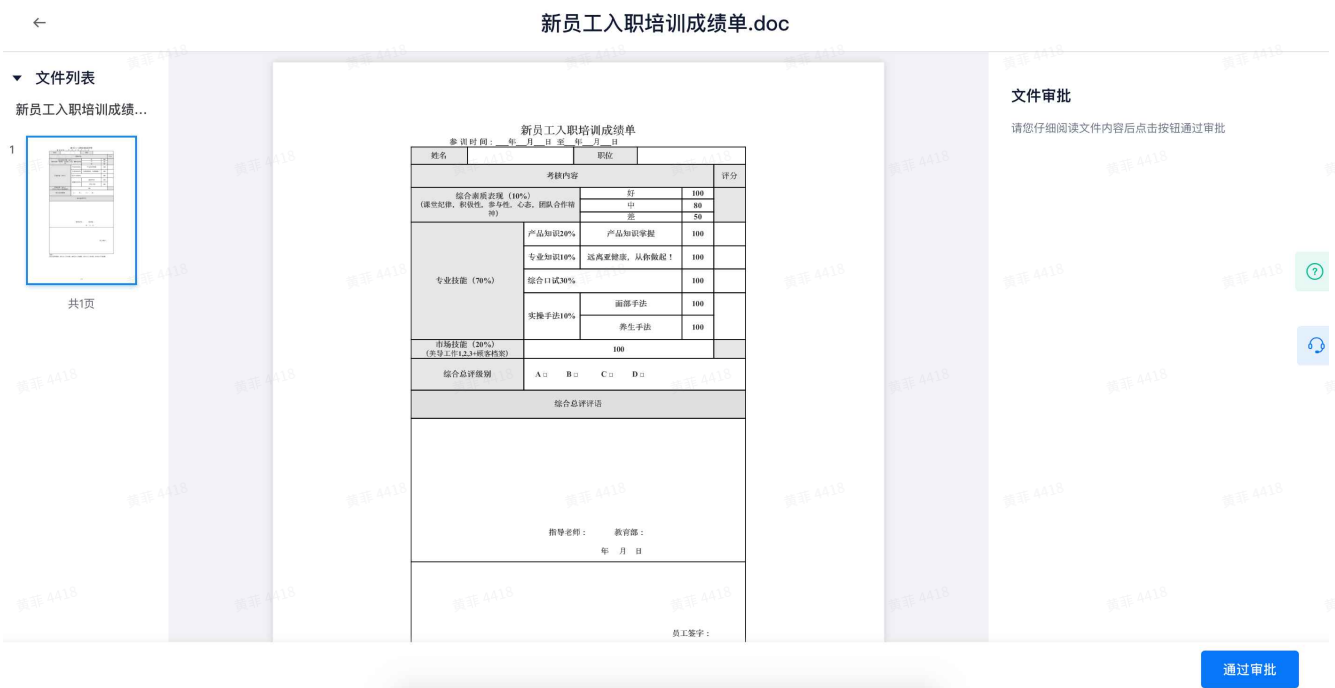 新员工入职培训成绩单.doc
文件列表
新员工入职培训成绩...
1
共1页
新员工入职培训成绩单
参训时间：__年__月__日 至__年__月__日
姓名 职位
考核内容 评分
综合素质表现（10%）
（课堂纪律，积极性，参与性，心态，团队合作精神）
好 100
中 80
差 50
专业技能（70%）
产品知识20% 产品知识掌握 100
专业知识10% 远离亚健康，从你做起！ 100
综合口试30% 100
实操手法10%
面部手法 100
养生手法 100
市场技能（20%）
（美导工作1,2,3+顾客档案）
100
综合总评级别 A□ B□ C□ D□
综合总评评语
指导老师： 教育部：
年 月 日
员工签字：
文件审批
请您仔细阅读文件内容后点击按钮通过审批
通过审批
黄菲 4418